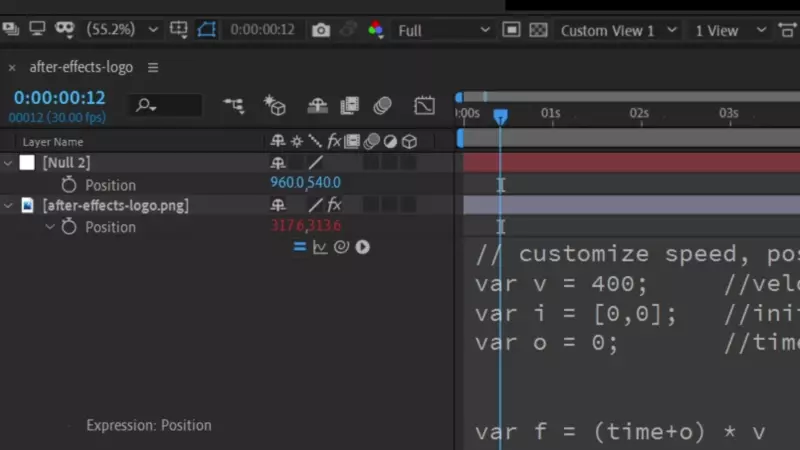 (55.2%) 0:00:00:12 Full Custom View 1 1 View
× after-effects-logo
0:00:00:12
00012 (30.00 fps)
:00s 01s 02s 03s
Layer Name fx
[Null 2]
Position 960.0,540.0
[after-effects-logo.png] fx
Position 317.6,313.6
// customize speed, pos
var v = 400; //velo
var i = [0,0]; //init
var o = 0; //time
Expression: Position
var f = (time+o) * v